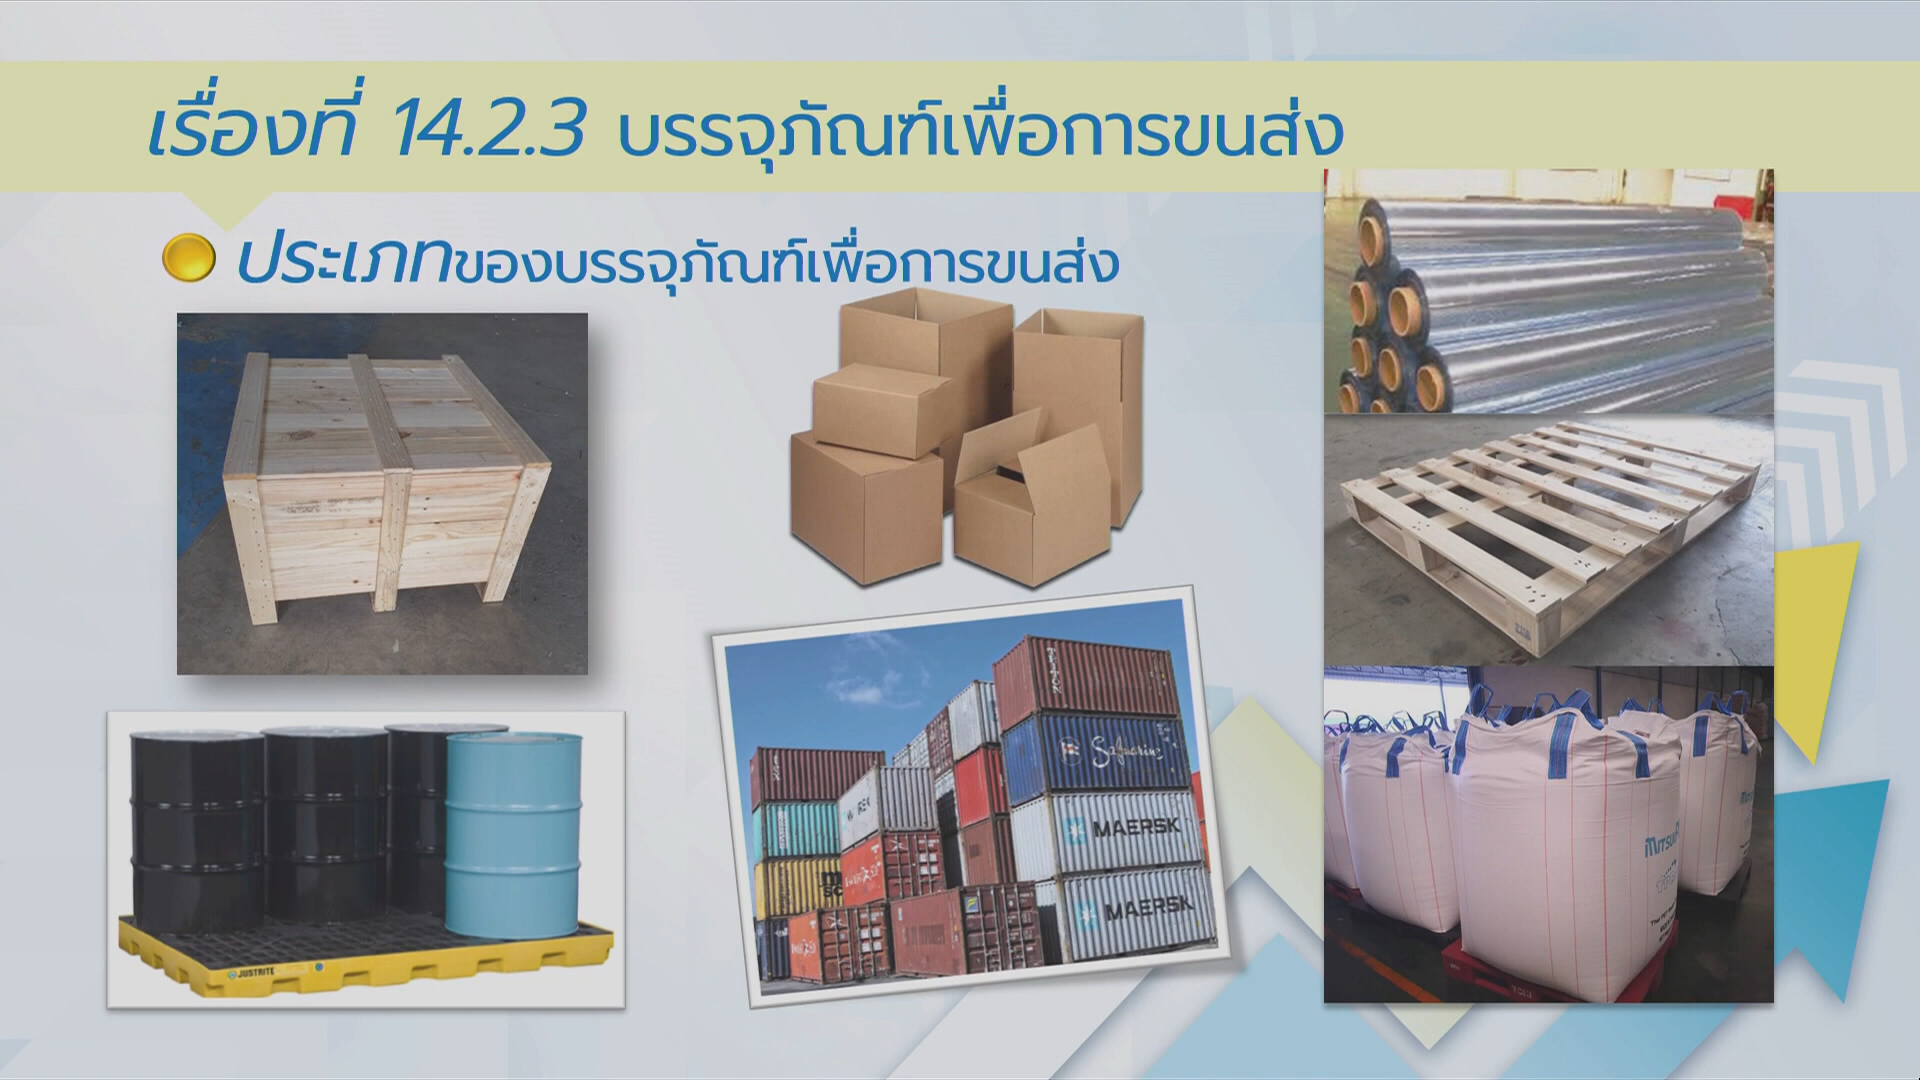 เรื่องที่ 14.2.3 บรรจุภัณฑ์เพื่อการขนส่ง
ประเภทของบรรจุภัณฑ์เพื่อการขนส่ง
Safmarine
MAERSK
MAERSK
JUSTRITE